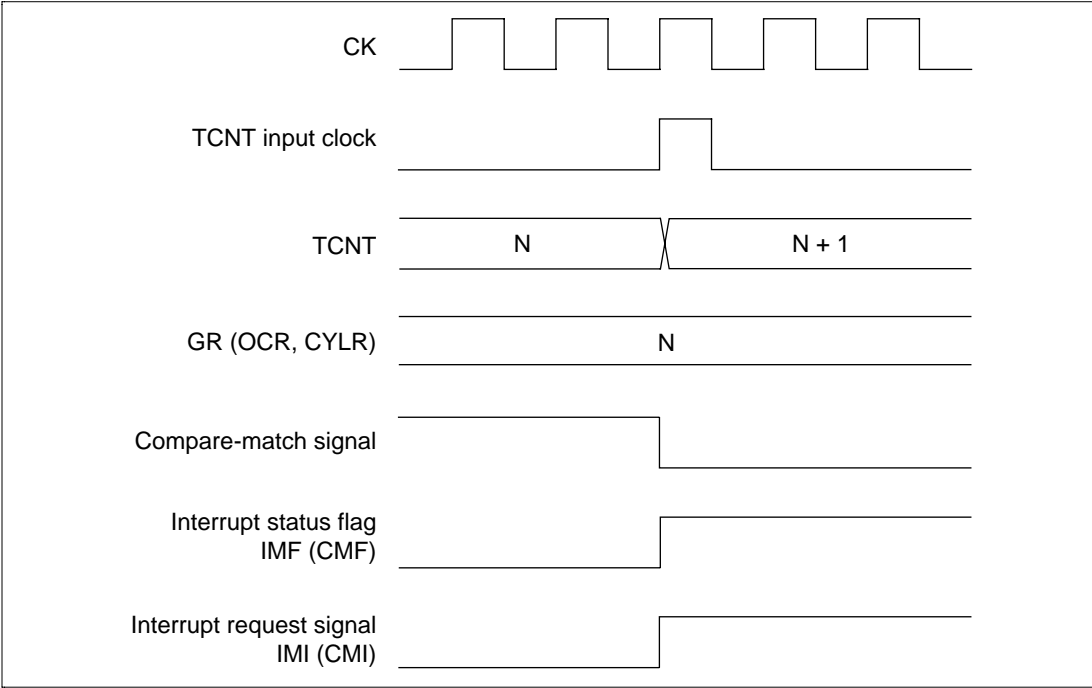 CK
TCNT input clock
TCNT
N
N + 1
GR (OCR, CYLR)
N
Compare-match signal
Interrupt status flag
IMF (CMF)
Interrupt request signal
IMI (CMI)